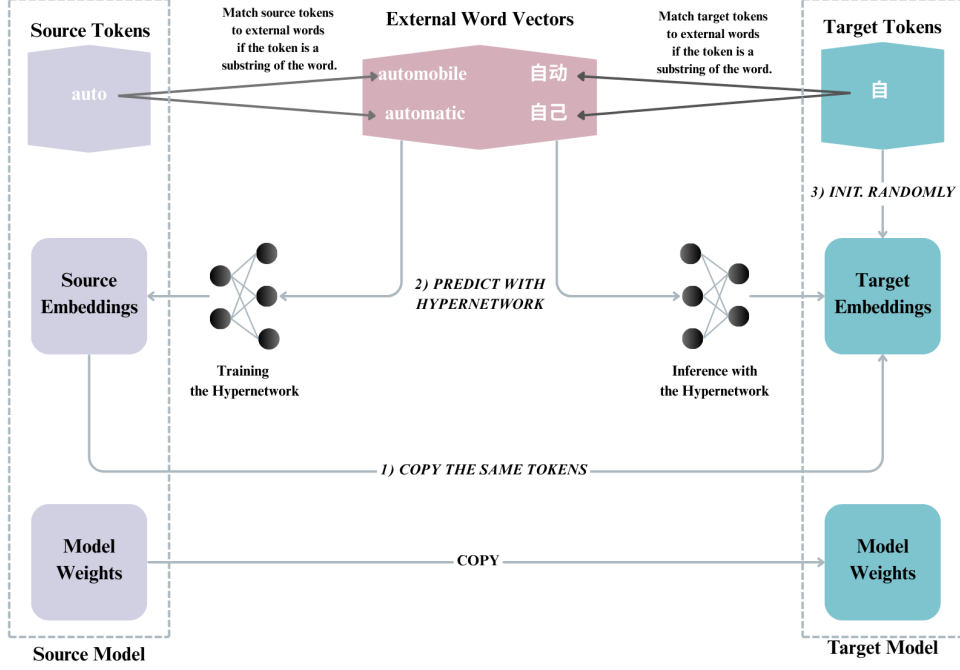 Source Tokens
Match source tokens
to external words
if the token is a
substring of the word.
External Word Vectors
Match target tokens
to external words
if the token is a
substring of the word.
Target Tokens
auto
automobile
自动
automatic
自己
自
3) INIT. RANDOMLY
Source
Embeddings
2) PREDICT WITH
HYPERNETWORK
Target
Embeddings
Training
the Hypernetwork
Inference with
the Hypernetwork
1) COPY THE SAME TOKENS
Model
Weights
COPY
Model
Weights
Source Model
Target Model